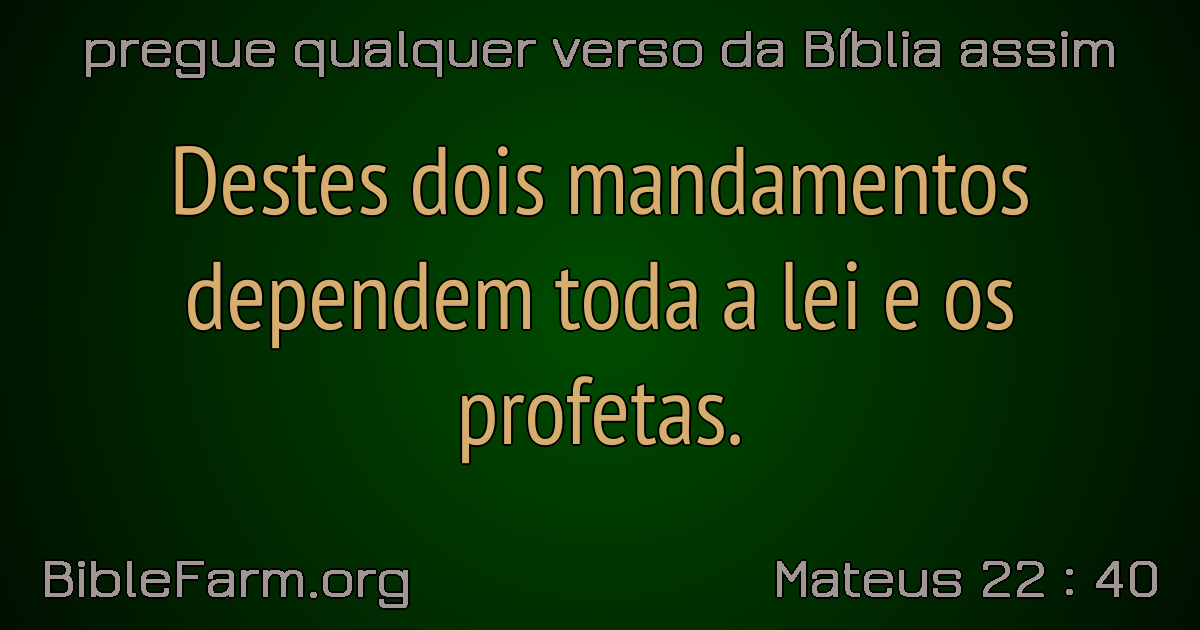 pregue qualquer verso da Bíblia assim
Destes dois mandamentos
dependem toda a lei e os
profetas.
BibleFarm.org
Mateus 22 : 40